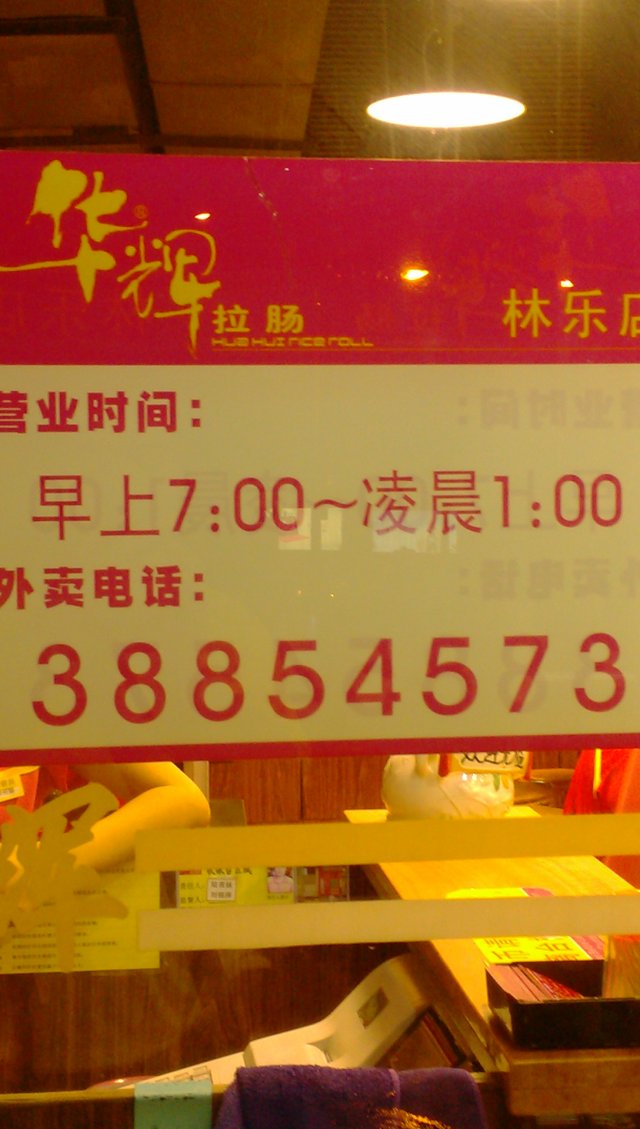 华辉®
拉肠
HUA HUI rice roll
林乐店
营业时间：
早上7:00~凌晨1:00
外卖电话：
38854573